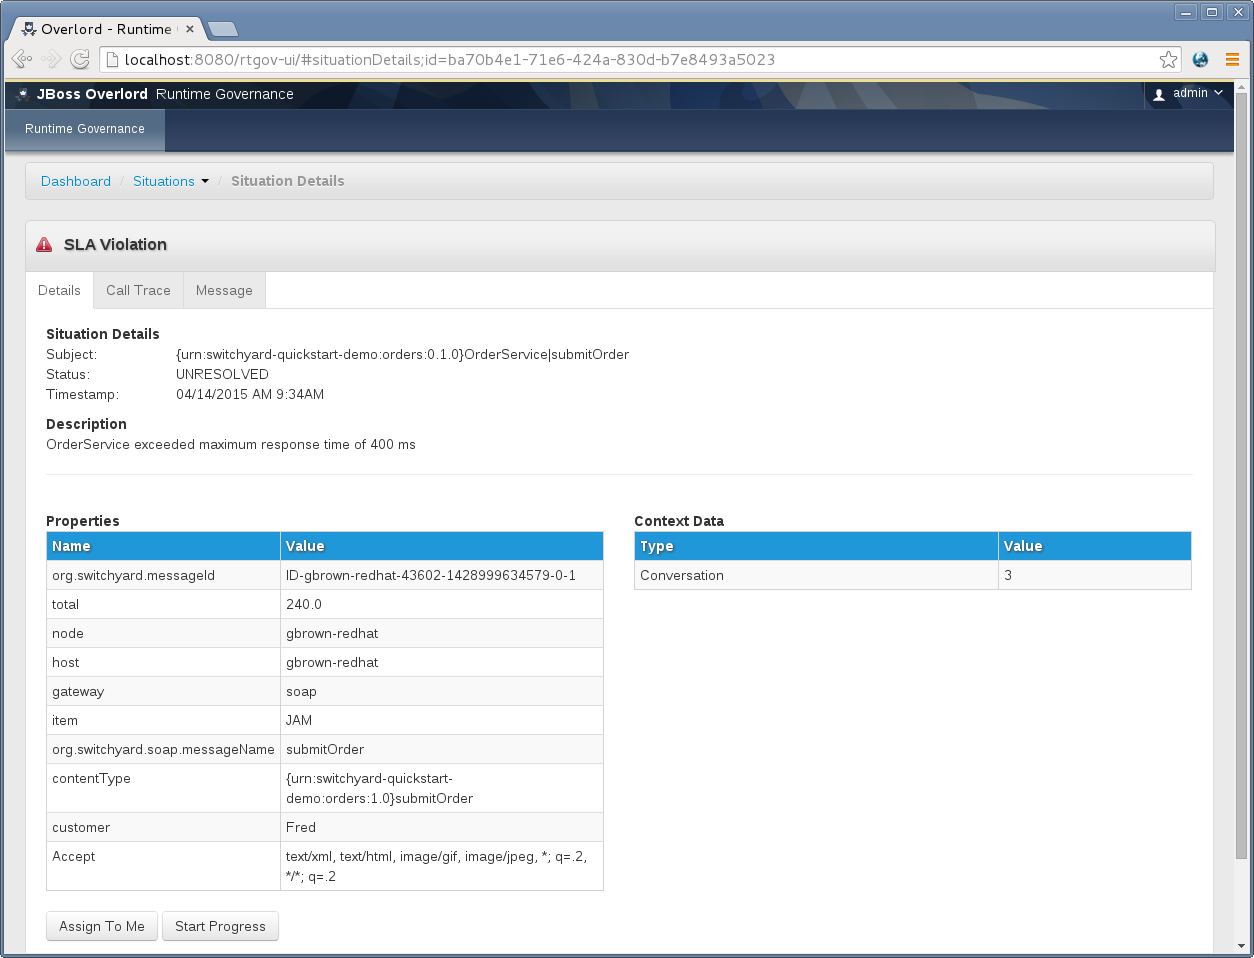 Overlord - Runtime
localhost:8080/rtgov-ui/#situationDetails;id=ba70b4e1-71e6-424a-830d-b7e8493a5023
JBoss Overlord Runtime Governance admin
Runtime Governance
Dashboard / Situations / Situation Details
SLA Violation
Details Call Trace Message
Situation Details
Subject: {urn:switchyard-quickstart-demo:orders:0.1.0}OrderService|submitOrder
Status: UNRESOLVED
Timestamp: 04/14/2015 AM 9:34AM
Description
OrderService exceeded maximum response time of 400 ms
Properties
Name Value
org.switchyard.messageId ID-gbrown-redhat-43602-1428999634579-0-1
total 240.0
node gbrown-redhat
host gbrown-redhat
gateway soap
item JAM
org.switchyard.soap.messageName submitOrder
contentType {urn:switchyard-quickstart-
demo:orders:1.0}submitOrder
customer Fred
Accept text/xml, text/html, image/gif, image/jpeg, *; q=.2,
*/*; q=.2
Context Data
Type Value
Conversation 3
Assign To Me Start Progress